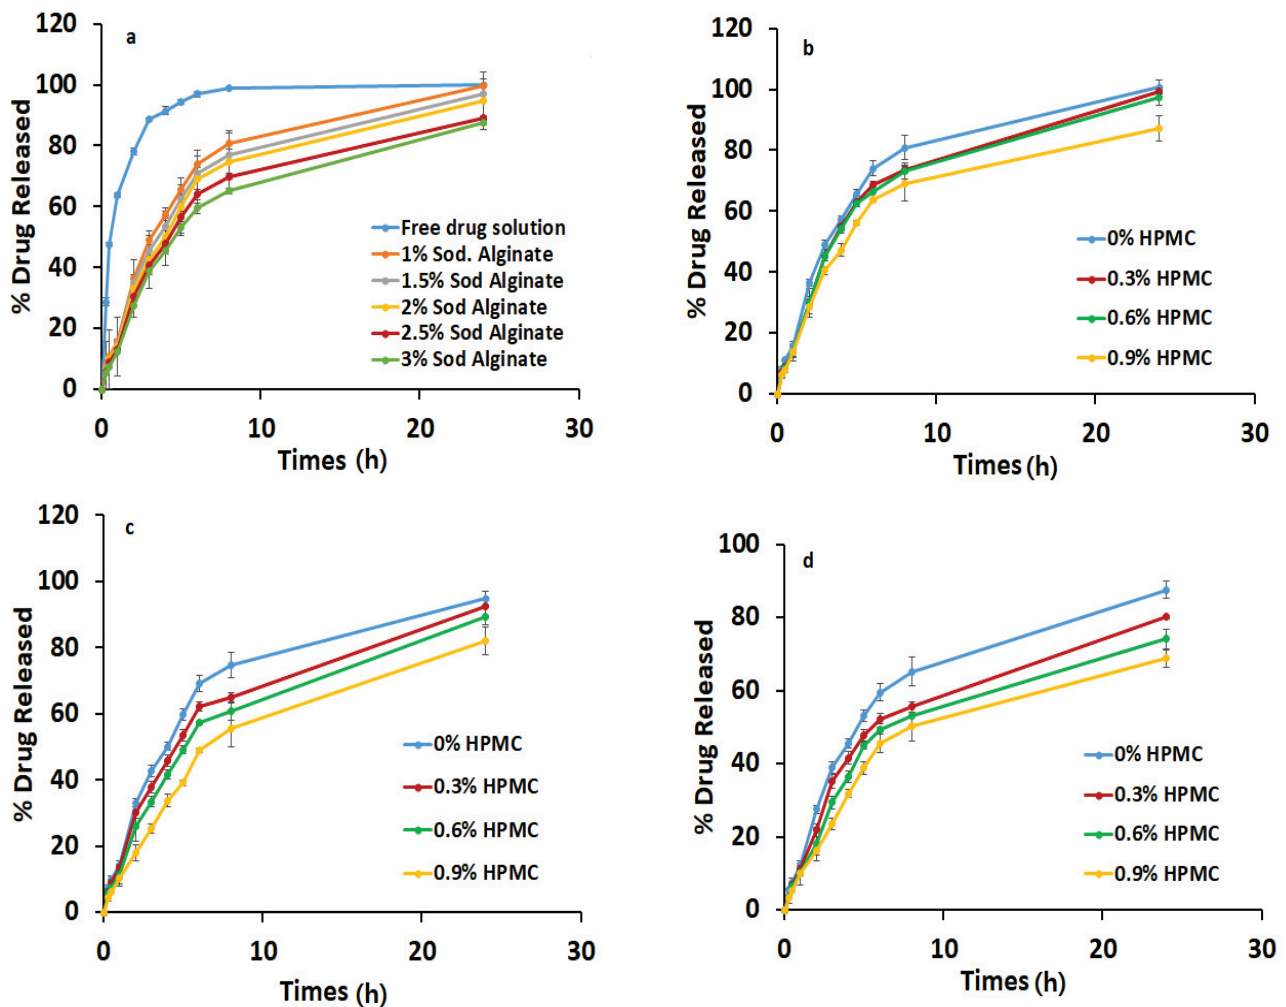 a
% Drug Released
120
100
80
60
40
20
0
0 10 20 30
Times (h)
Free drug solution
1% Sod. Alginate
1.5% Sod Alginate
2% Sod Alginate
2.5% Sod Alginate
3% Sod Alginate
b
% Drug Released
120
100
80
60
40
20
0
0 10 20 30
Times (h)
0% HPMC
0.3% HPMC
0.6% HPMC
0.9% HPMC
c
% Drug Released
120
100
80
60
40
20
0
0 10 20 30
Times (h)
0% HPMC
0.3% HPMC
0.6% HPMC
0.9% HPMC
d
% Drug Released
100
80
60
40
20
0
0 10 20 30
Times (h)
0% HPMC
0.3% HPMC
0.6% HPMC
0.9% HPMC